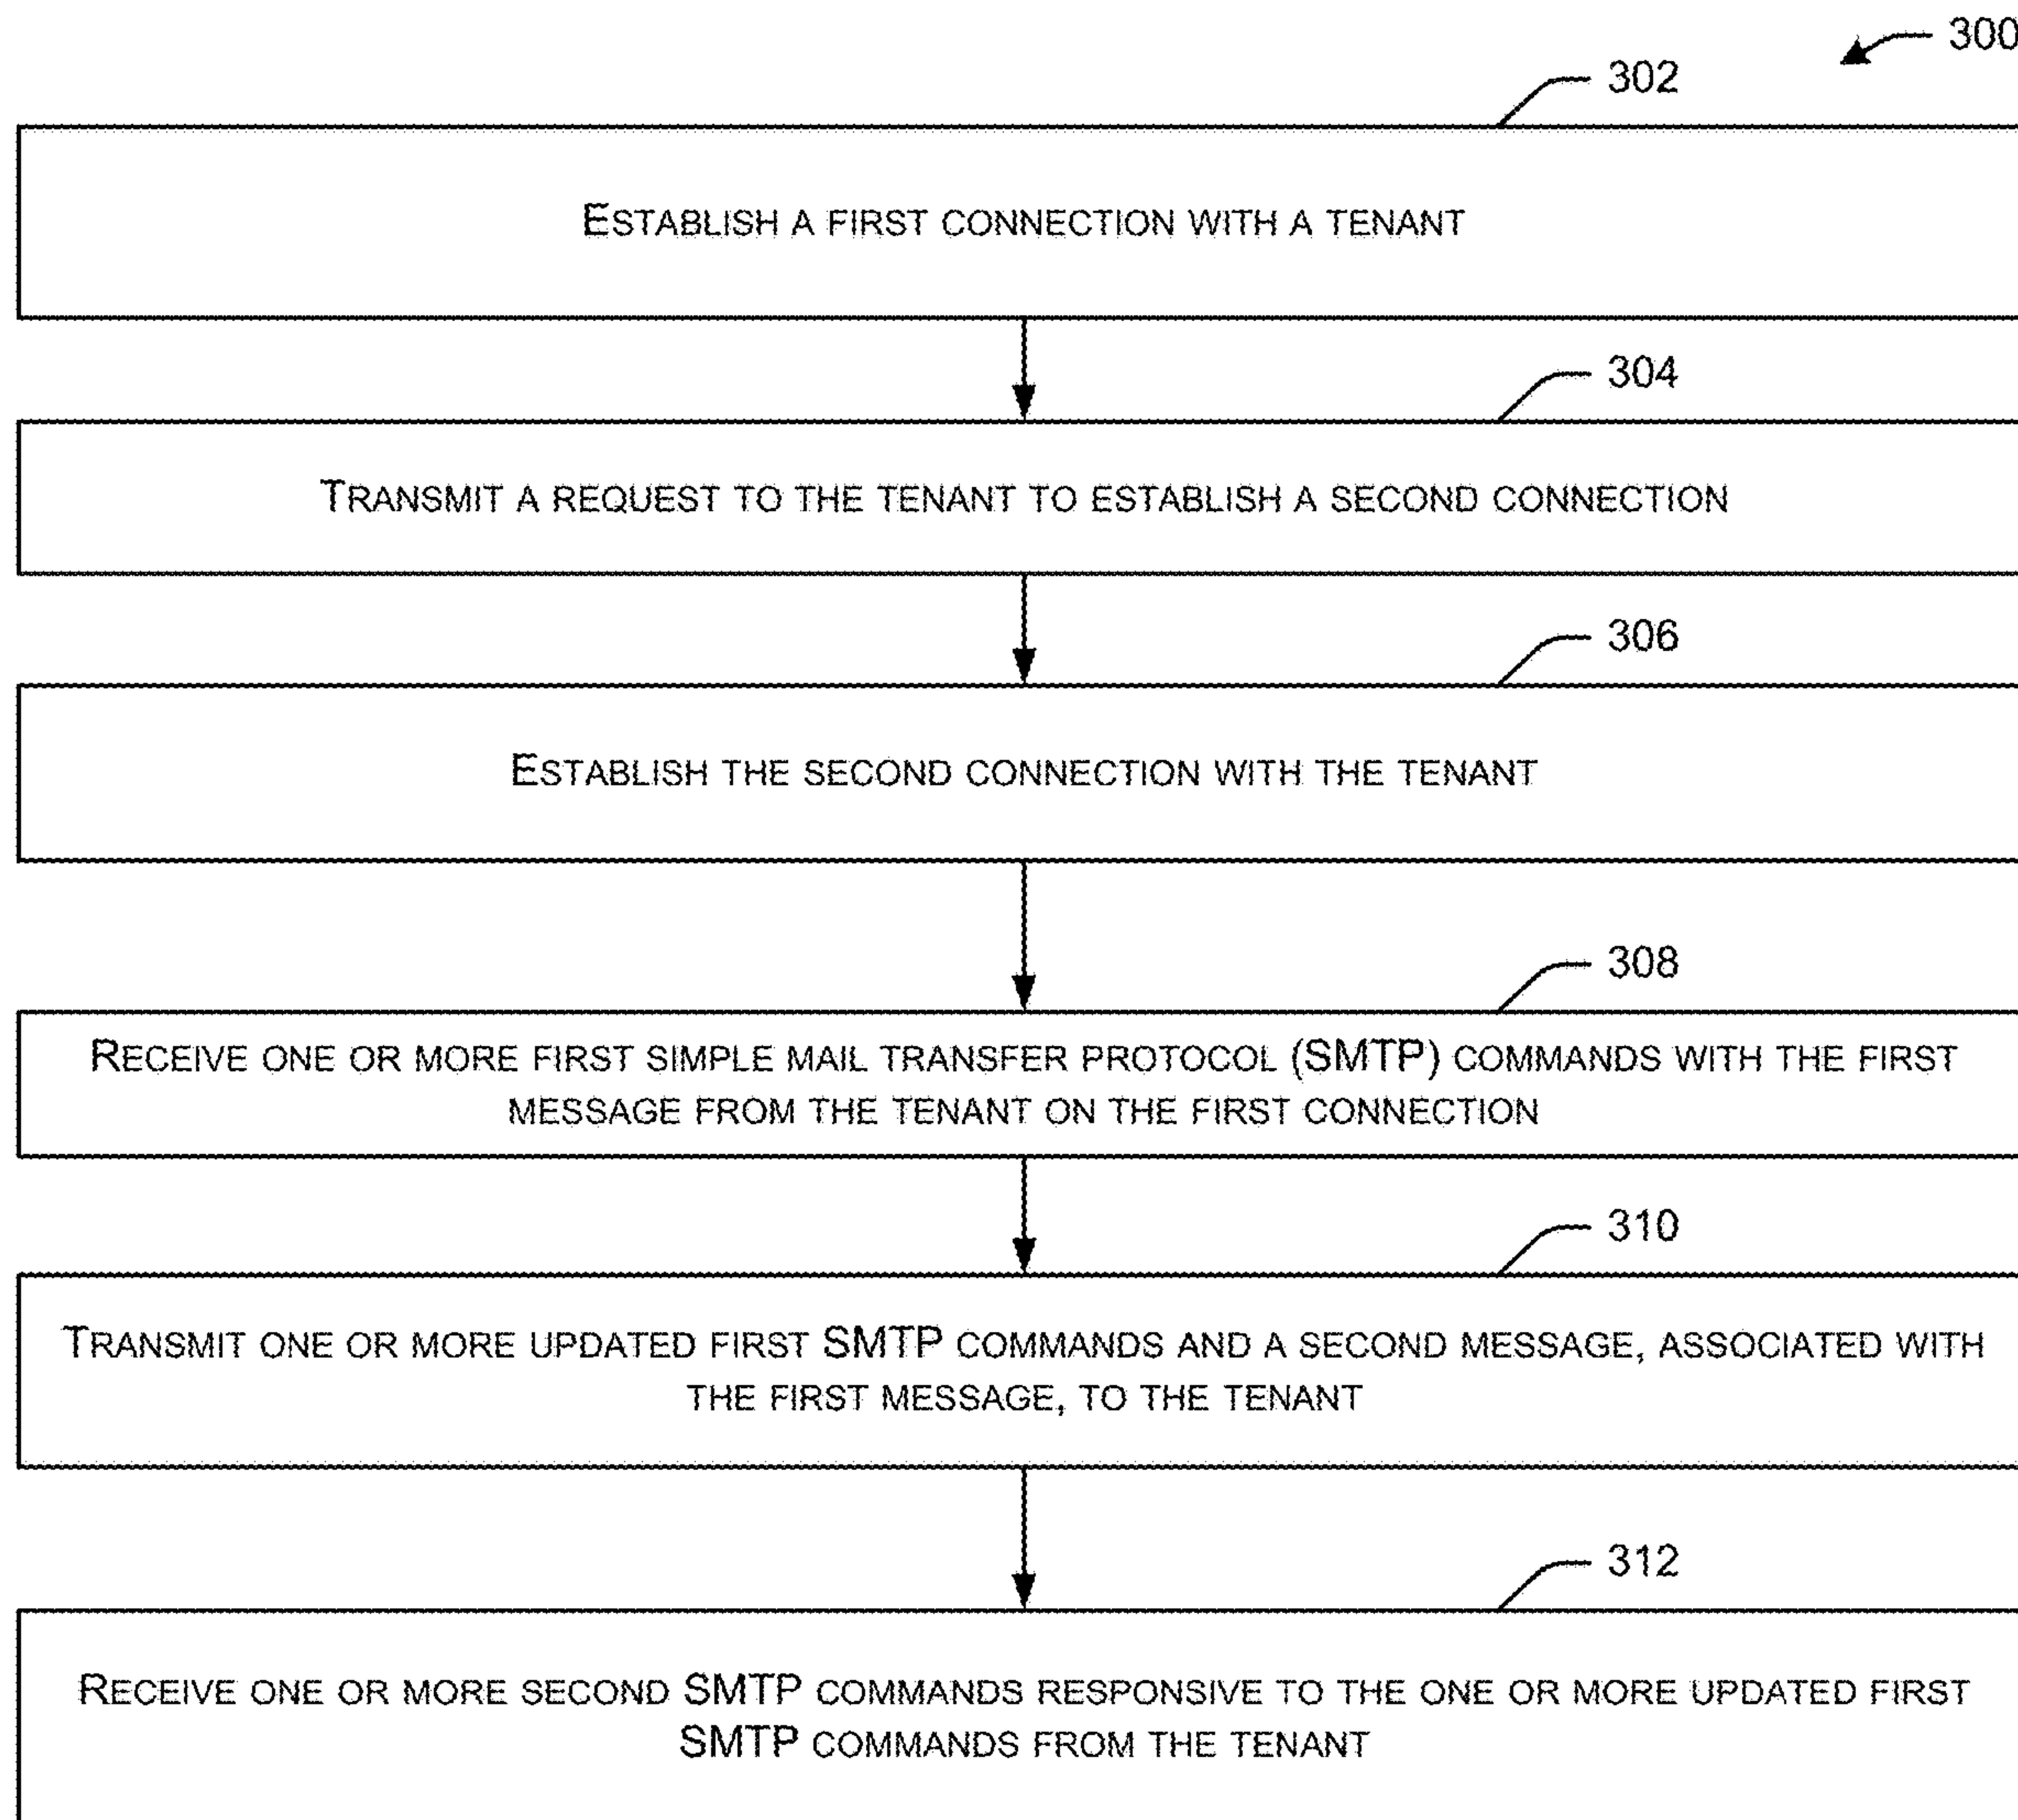 300
302
ESTABLISH A FIRST CONNECTION WITH A TENANT
304
TRANSMIT A REQUEST TO THE TENANT TO ESTABLISH A SECOND CONNECTION
306
ESTABLISH THE SECOND CONNECTION WITH THE TENANT
308
RECEIVE ONE OR MORE FIRST SIMPLE MAIL TRANSFER PROTOCOL (SMTP) COMMANDS WITH THE FIRST
MESSAGE FROM THE TENANT ON THE FIRST CONNECTION
310
TRANSMIT ONE OR MORE UPDATED FIRST SMTP COMMANDS AND A SECOND MESSAGE, ASSOCIATED WITH
THE FIRST MESSAGE, TO THE TENANT
312
RECEIVE ONE OR MORE SECOND SMTP COMMANDS RESPONSIVE TO THE ONE OR MORE UPDATED FIRST
SMTP COMMANDS FROM THE TENANT